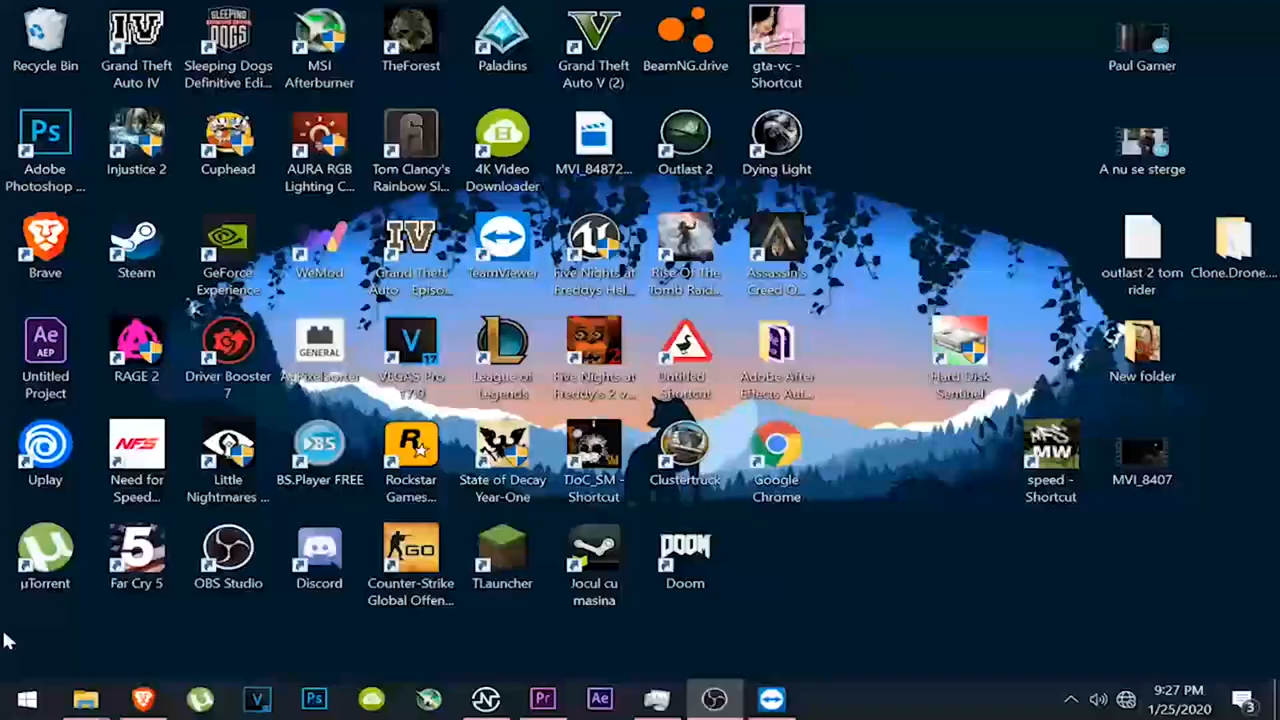 Recycle Bin
Grand Theft
Auto IV
Sleeping Dogs
Definitive Edi...
MSI
Afterburner
TheForest
Paladins
Grand Theft
Auto V (2)
BeamNG.drive
gta-vc -
Shortcut
Paul Gamer
Adobe
Photoshop ...
Injustice 2
Cuphead
AURA RGB
Lighting C...
Tom Clancy's
Rainbow Si...
4K Video
Downloader
MVI_84872...
Outlast 2
Dying Light
A nu se sterge
Brave
Steam
GeForce
Experience
WeMod
Grand Theft
Auto Episo...
TeamViewer
Five Nights at
Freddys Hel...
Rise Of The
Tomb Raid...
Assassin's
Creed O...
outlast 2 tom
rider
Clone.Drone....
Untitled
Project
RAGE 2
Driver Booster
7
GENERAL
VEGAS Pro
17.0
League of
Legends
Five Nights at
Freddy's 2 v...
Untitled
Shortcut
Adobe After
Effects Aut...
Hard Disk
Sentinel
New folder
Uplay
Need for
Speed...
Little
Nightmares ...
BS.Player FREE
Rockstar
Games...
State of Decay
Year-One
TJoC_SM -
Shortcut
Clustertruck
Google
Chrome
speed -
Shortcut
MVI_8407
µTorrent
Far Cry 5
OBS Studio
Discord
Counter-Strike
Global Offen...
TLauncher
Jocul cu
masina
Doom
9:27 PM
1/25/2020
3